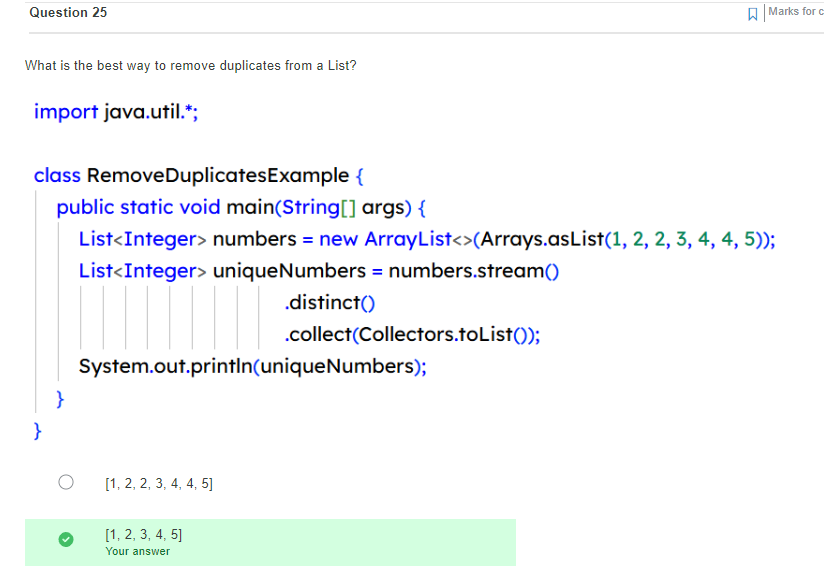 Question 25
Marks for c
What is the best way to remove duplicates from a List?
import java.util.*;
class RemoveDuplicatesExample {
public static void main(String[] args) {
List<Integer> numbers = new ArrayList<>(Arrays.asList(1, 2, 2, 3, 4, 4, 5));
List<Integer> uniqueNumbers = numbers.stream()
.distinct()
.collect(Collectors.toList());
System.out.println(uniqueNumbers);
}
}
[1, 2, 2, 3, 4, 4, 5]
[1, 2, 3, 4, 5]
Your answer